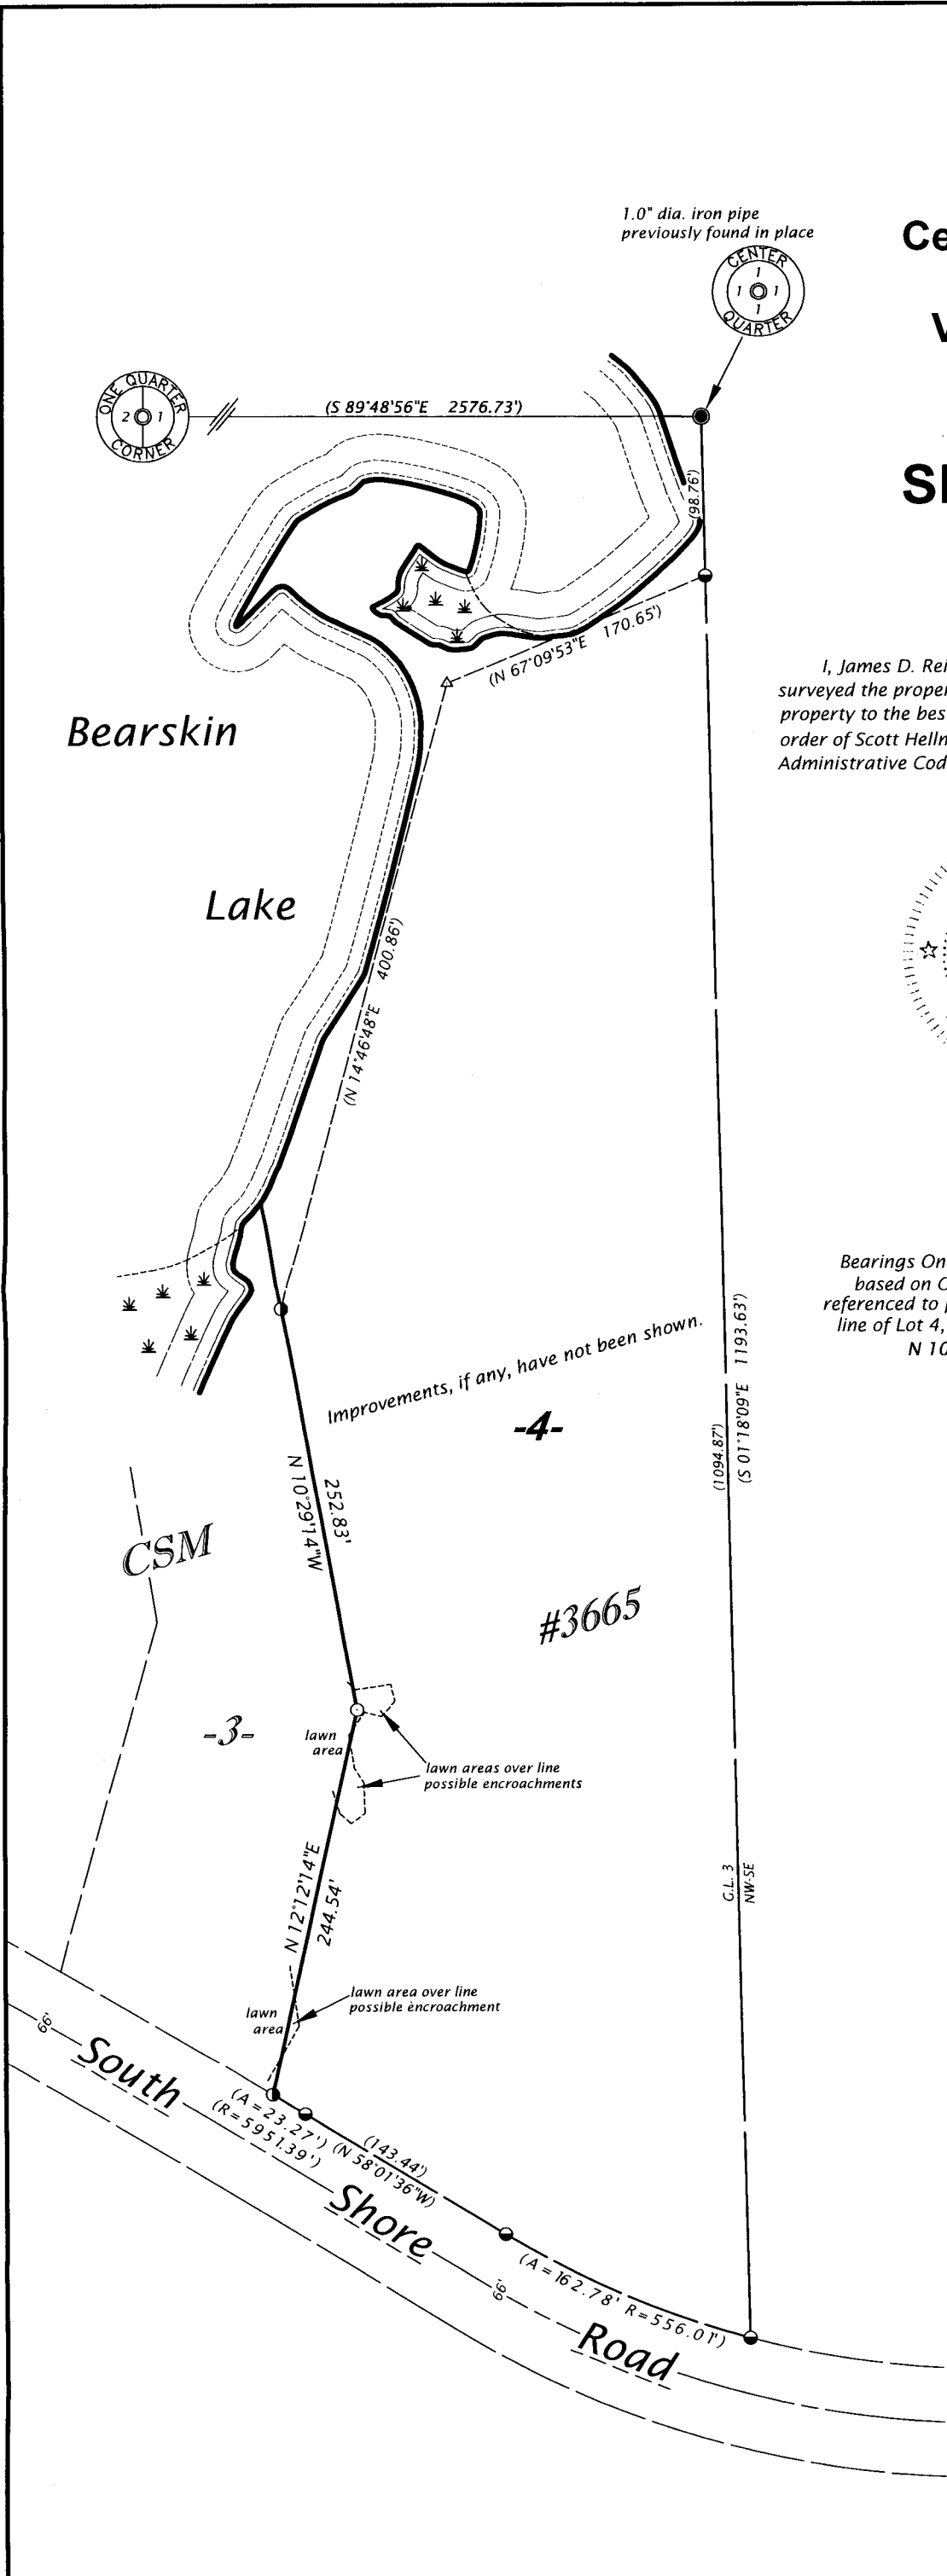 1.0" dia. iron pipe
previously found in place
Ce
CENTER
1
1 1
1
QUARTER
V
ONE QUARTER
2 1
CORNER
(S 89°48'56"E 2576.73')
(98.76')
(N 67°09'53"E 170.65')
I, James D. Rei
surveyed the proper
property to the bes
order of Scott Helln
Administrative Cod
Bearskin
Lake
(N 14°46'48"E 400.86')
Bearings On
based on C
referenced to
line of Lot 4,
N 10
Improvements, if any, have not been shown.
-4-
(1094.87')
(S 01°18'09"E 1193.63')
N 10°29'14"W
252.83'
CSM
#3665
-3-
lawn
area
lawn areas over line
possible encroachments
N 12°12'14"E
244.54'
G.L. 3
NW-SE
lawn
area
lawn area over line
possible encroachment
66'
South
(A=23.27')
(R=5951.39')
(143.44')
(N 58°01'36"W)
Shore
66'
(A=162.78' R=556.01')
Road